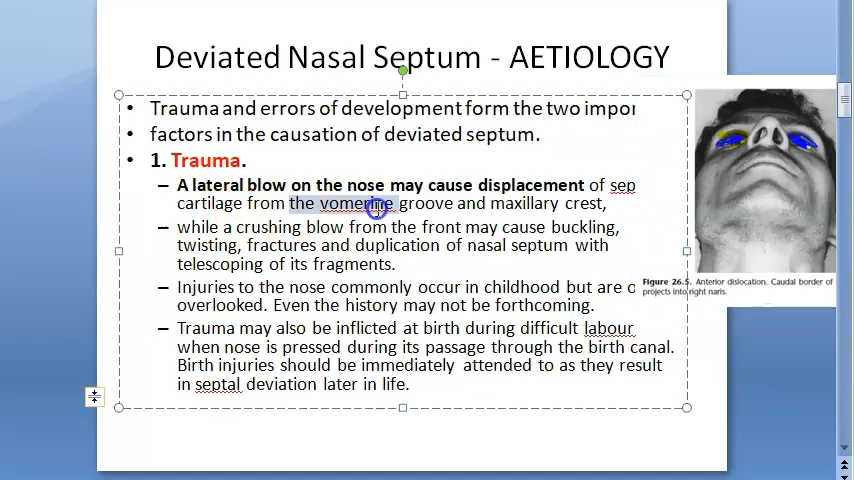 Deviated Nasal Septum - AETIOLOGY
• Trauma and errors of development form the two
• factors in the causation of deviated septum.
• 1. Trauma.
– A lateral blow on the nose may cause displacement of
cartilage from the vomerine groove and maxillary crest,
– while a crushing blow from the front may cause buckling,
twisting, fractures and duplication of nasal septum with
telescoping of its fragments.
– Injuries to the nose commonly occur in childhood but are
overlooked. Even the history may not be forthcoming.
– Trauma may also be inflicted at birth during difficult labour
when nose is pressed during its passage through the birth canal.
Birth injuries should be immediately attended to as they result
in septal deviation later in life.
Figure 26.5. Anterior dislocation. Caudal border of
projects into right naris.